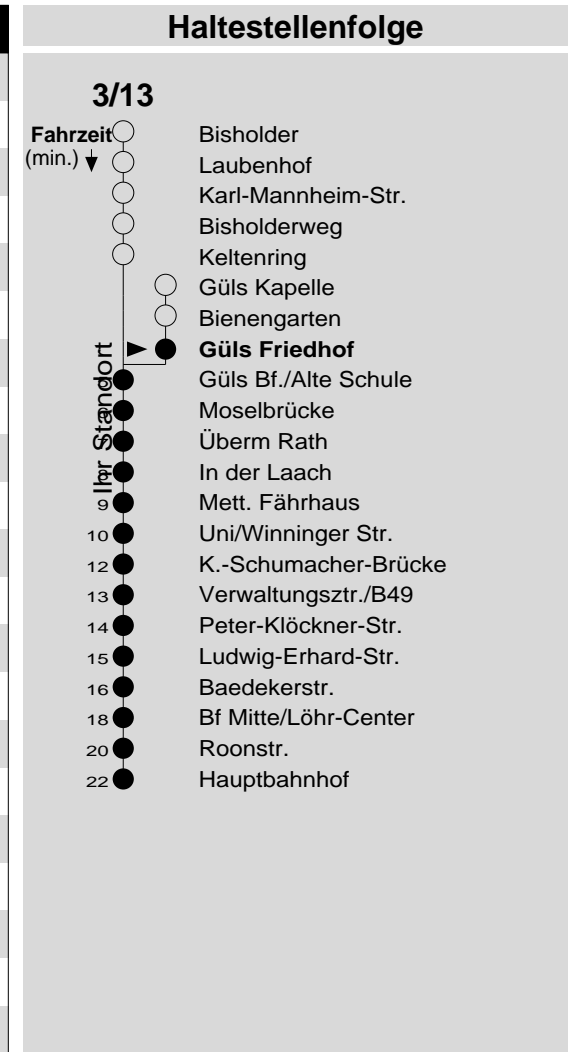 Haltestellenfolge
3/13
Fahrzeit Bisholder
(min.) Laubenhof
Karl-Mannheim-Str.
Bisholderweg
Keltenring
Güls Kapelle
Bienengarten
Güls Friedhof
Ihr Standort
Güls Bf./Alte Schule
Moselbrücke
Überm Rath
In der Laach
9 Mett. Fährhaus
10 Uni/Winninger Str.
12 K.-Schumacher-Brücke
13 Verwaltungsztr./B49
14 Peter-Klöckner-Str.
15 Ludwig-Erhard-Str.
16 Baedekerstr.
18 Bf Mitte/Löhr-Center
20 Roonstr.
22 Hauptbahnhof